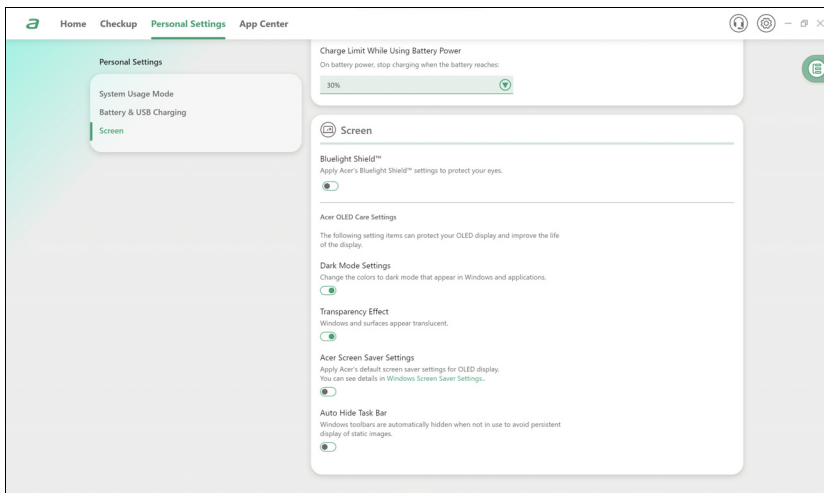 Home Checkup Personal Settings App Center
Personal Settings
System Usage Mode
Battery & USB Charging
Screen
Charge Limit While Using Battery Power
On battery power, stop charging when the battery reaches:
30%
Screen
Bluelight Shield™
Apply Acer's Bluelight Shield™ settings to protect your eyes.
Acer OLED Care Settings
The following setting items can protect your OLED display and improve the life
of the display.
Dark Mode Settings
Change the colors to dark mode that appear in Windows and applications.
Transparency Effect
Windows and surfaces appear translucent.
Acer Screen Saver Settings
Apply Acer's default screen saver settings for OLED display.
You can see details in Windows Screen Saver Settings..
Auto Hide Task Bar
Windows toolbars are automatically hidden when not in use to avoid persistent
display of static images.